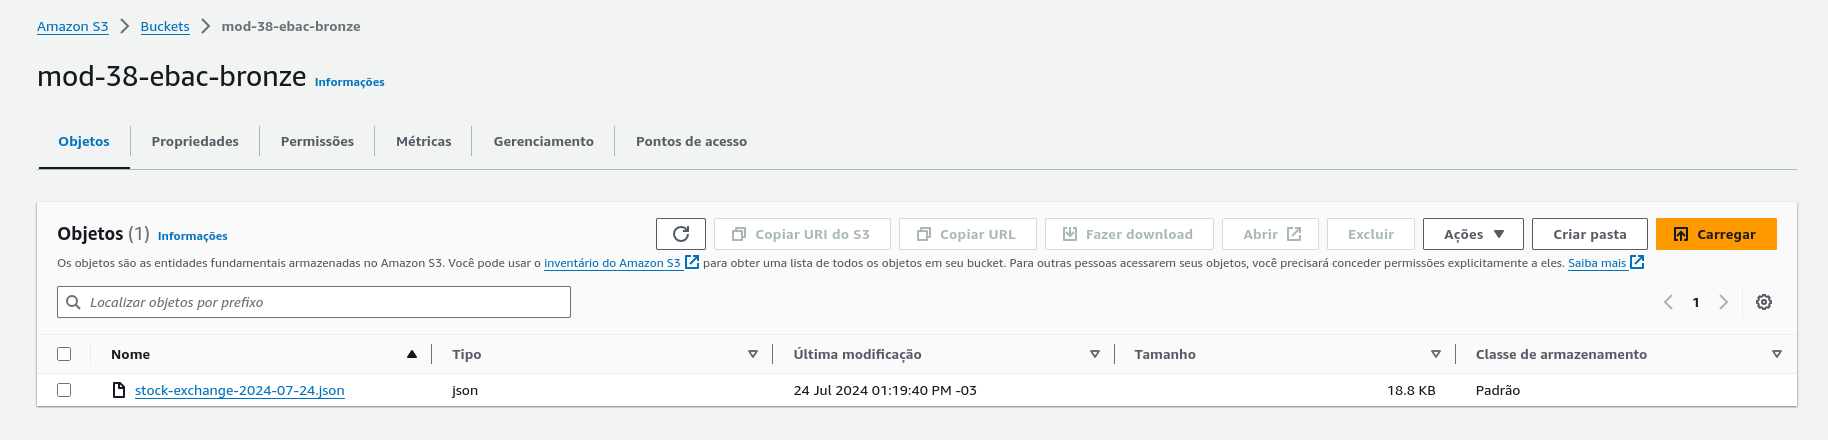 Amazon S3 > Buckets > mod-38-ebac-bronze
mod-38-ebac-bronze Informações
Objetos Propriedades Permissões Métricas Gerenciamento Pontos de acesso
Objetos (1) Informações Copiar URI do S3 Copiar URL Fazer download Abrir Excluir Ações Criar pasta Carregar
Os objetos são as entidades fundamentais armazenadas no Amazon S3. Você pode usar o inventário do Amazon S3 para obter uma lista de todos os objetos em seu bucket. Para outras pessoas acessarem seus objetos, você precisará conceder permissões explicitamente a eles. Saiba mais
Localizar objetos por prefixo 1
Nome Tipo Última modificação Tamanho Classe de armazenamento
stock-exchange-2024-07-24.json json 24 Jul 2024 01:19:40 PM -03 18.8 KB Padrão